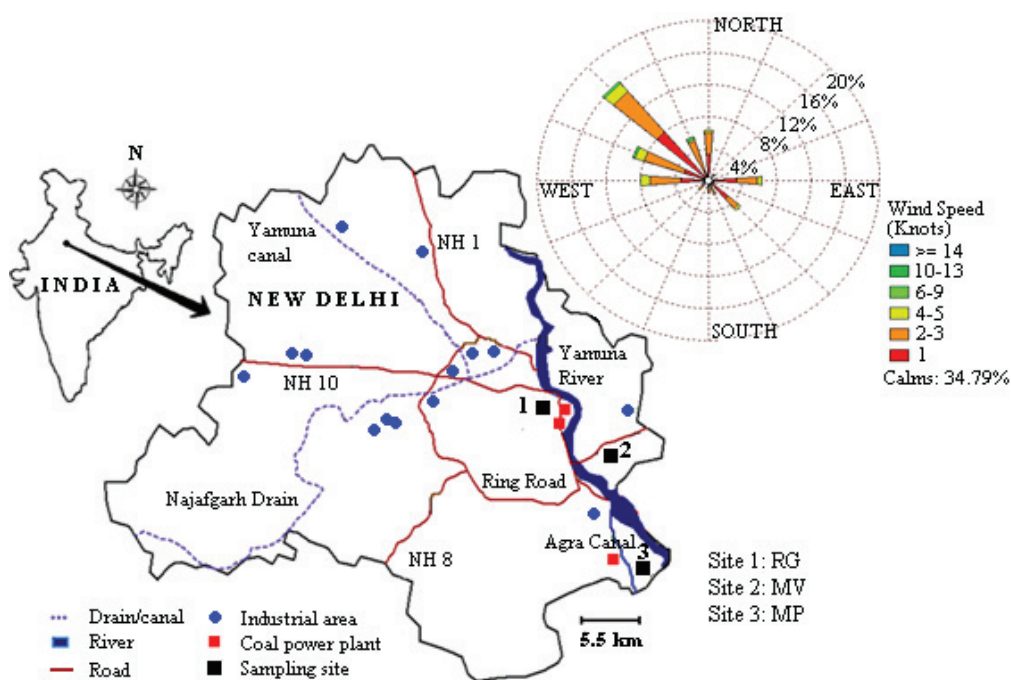 NORTH
20%
16%
12%
8%
4%
WEST
EAST
SOUTH
Wind Speed
(Knots)
>= 14
10-13
6-9
4-5
2-3
1
Calms: 34.79%
N
INDIA
Yamuna
canal
NH 1
NEW DELHI
Yamuna
River
NH 10
1
2
Ring Road
Najafgarh Drain
Agra Canal
3
NH 8
Site 1: RG
Site 2: MV
Site 3: MP
5.5 km
Drain/canal
River
Road
Industrial area
Coal power plant
Sampling site